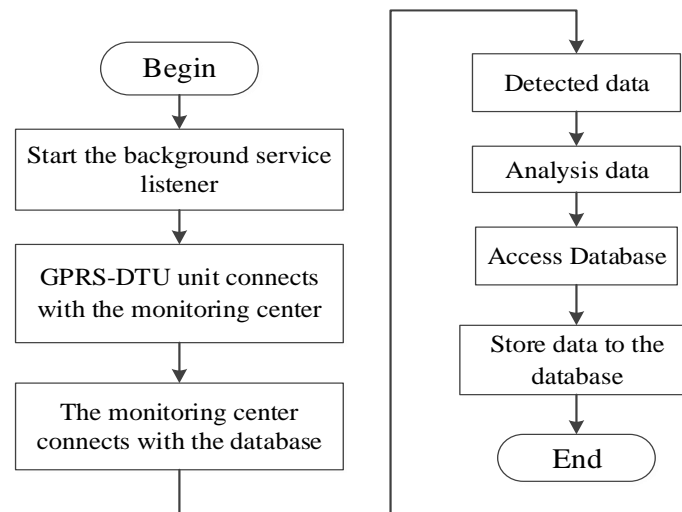 Begin
Start the background service
listener
GPRS-DTU unit connects
with the monitoring center
The monitoring center
connects with the database
Detected data
Analysis data
Access Database
Store data to the
database
End